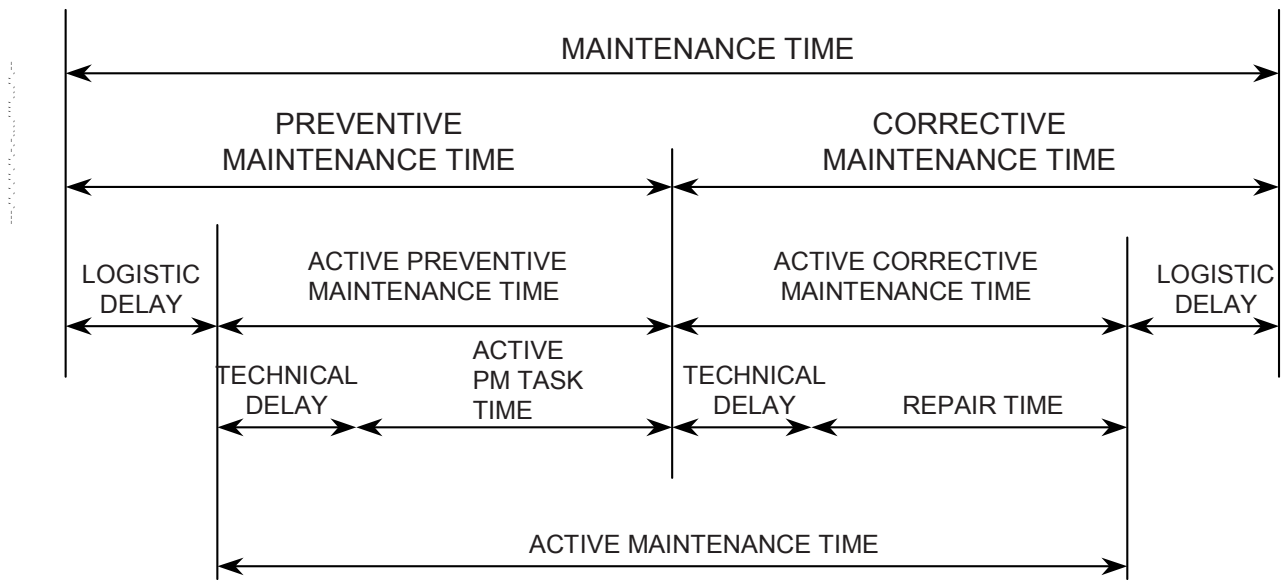 MAINTENANCE TIME
PREVENTIVE
MAINTENANCE TIME
CORRECTIVE
MAINTENANCE TIME
LOGISTIC
DELAY
ACTIVE PREVENTIVE
MAINTENANCE TIME
ACTIVE CORRECTIVE
MAINTENANCE TIME
LOGISTIC
DELAY
TECHNICAL
DELAY
ACTIVE
PM TASK
TIME
TECHNICAL
DELAY
REPAIR TIME
ACTIVE MAINTENANCE TIME